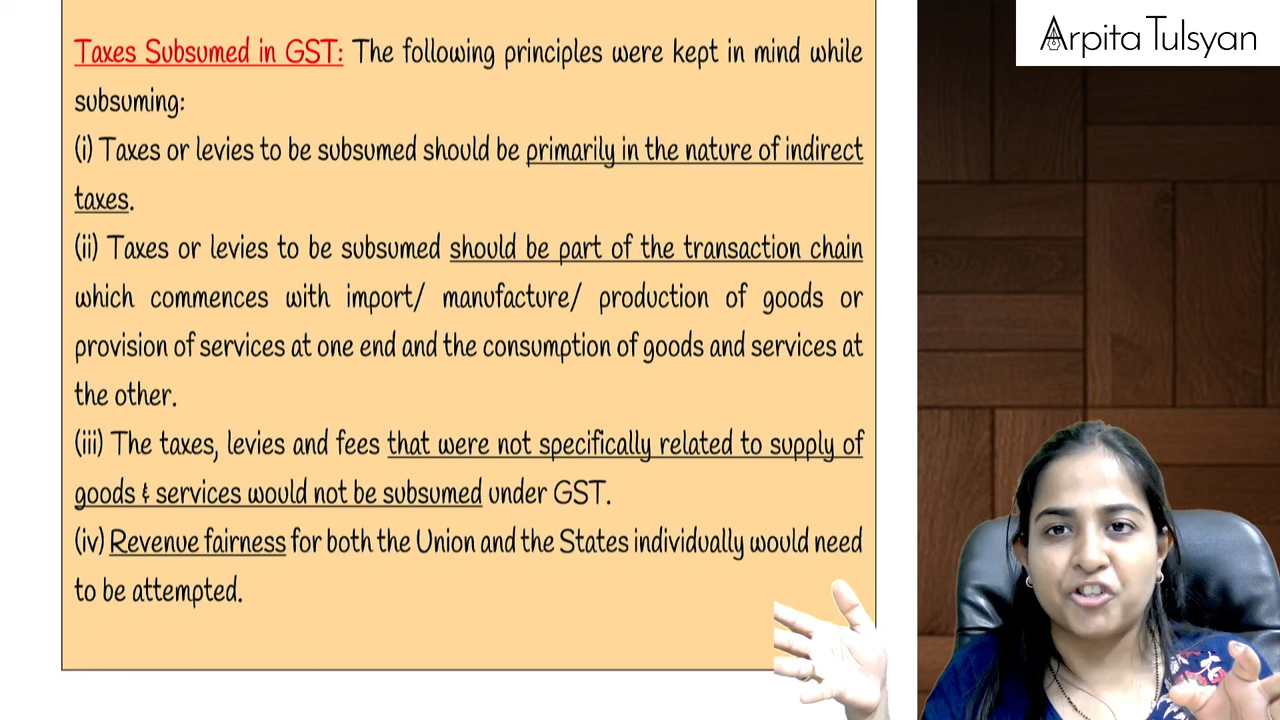 Arpita Tulsyan
Taxes Subsumed in GST: The following principles were kept in mind while
subsuming:
(i) Taxes or levies to be subsumed should be primarily in the nature of indirect
taxes.
(ii) Taxes or levies to be subsumed should be part of the transaction chain
which commences with import/ manufacture/ production of goods or
provision of services at one end and the consumption of goods and services at
the other.
(iii) The taxes, levies and fees that were not specifically related to supply of
goods & services would not be subsumed under GST.
(iv) Revenue fairness for both the Union and the States individually would need
to be attempted.